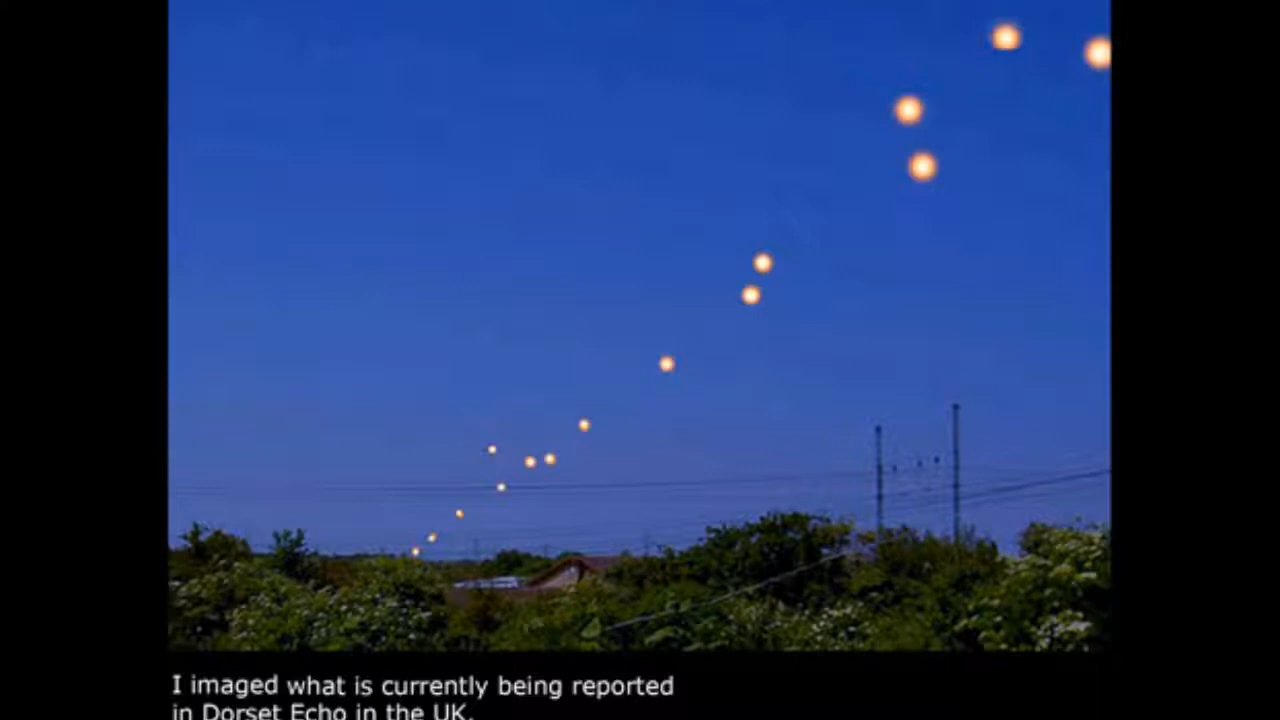 I imaged what is currently being reported
in Dorset Echo in the UK.